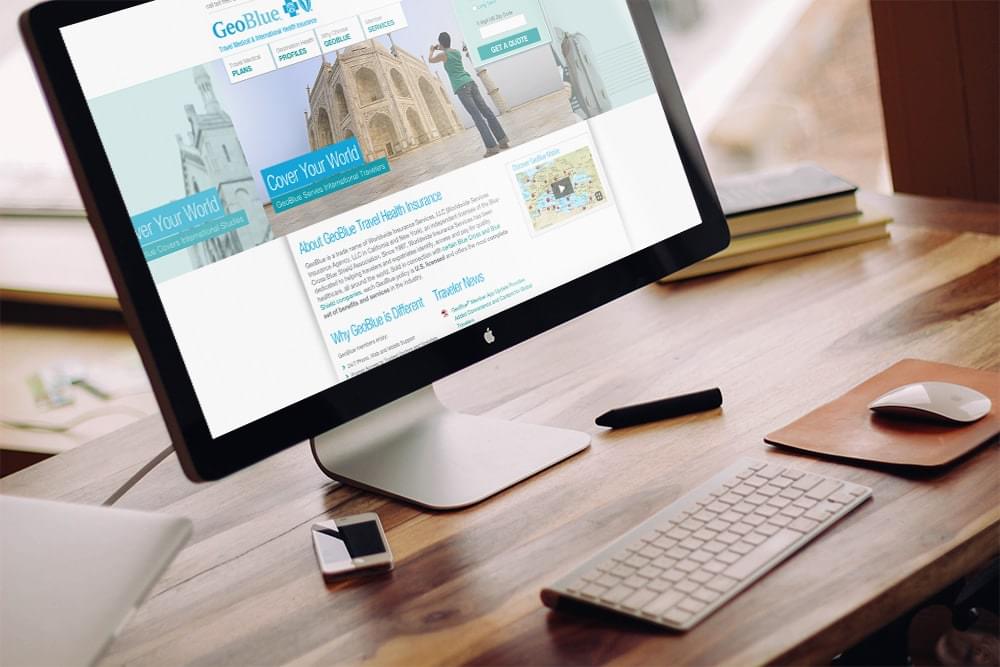 GeoBlue
Travel Medical & International Health Insurance
Travel Medical
PLANS
Destination Health
PROFILES
Why Choose
GEOBLUE
Member
SERVICES
GET A QUOTE
Cover Your World
GeoBlue Serves International Travellers
ver Your World
ue Covers International Studies
Discover GeoBlue Mobile
About GeoBlue Travel Health Insurance
GeoBlue is a trade name of Worldwide Insurance Services, LLC (Worldwide Services
Insurance Agency, LLC in California and New York), an independent licensee of the Blue
Cross Blue Shield Association. Since 1997, Worldwide Insurance Services has been
dedicated to helping travelers and expatriates identify, access and pay for quality
healthcare, all around the world. Sold in connection with certain Blue Cross and Blue
Shield companies, each GeoBlue policy is U.S. licensed and offers the most complete
set of benefits and services in the industry.
Why GeoBlue is Different
GeoBlue members enjoy:
24/7 Phone, Web and Mobile Support
Traveler News
GeoBlue® Member App Update Provides
Added Convenience and Control for Global
Travelers